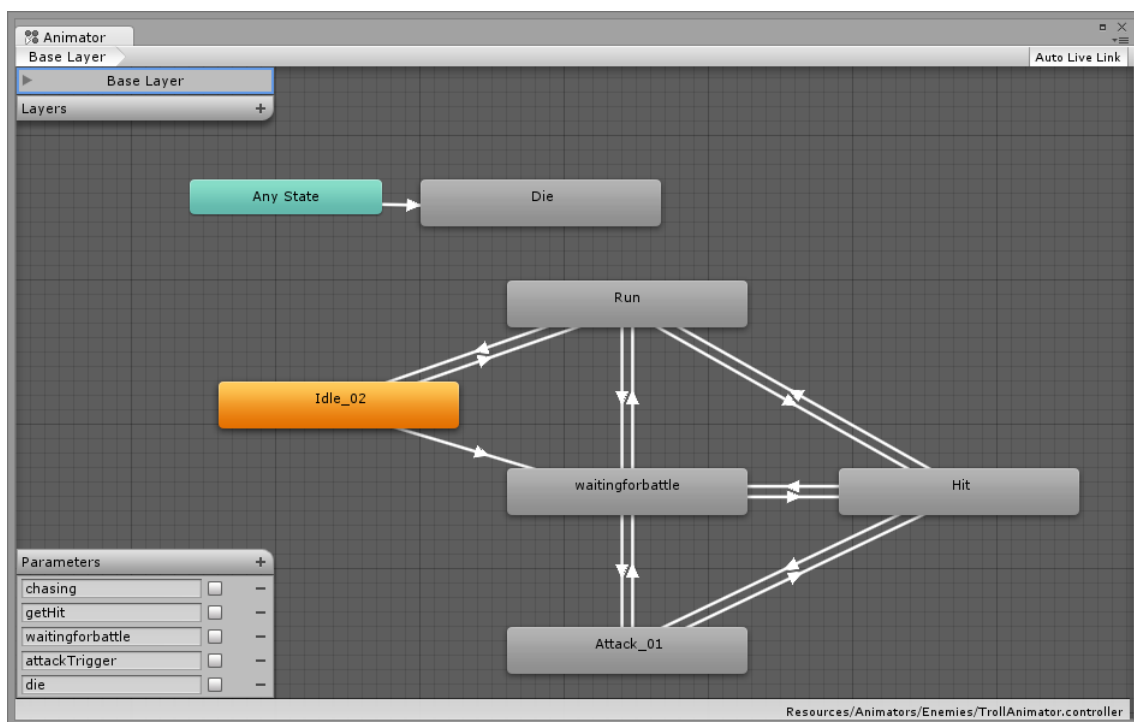 Animator
Base Layer
Auto Live Link
Base Layer
Layers
Any State
Die
Run
Idle_02
waitingforbattle
Hit
Attack_01
Parameters
chasing
getHit
waitingforbattle
attackTrigger
die
Resources/Animators/Enemies/TrollAnimator.controller